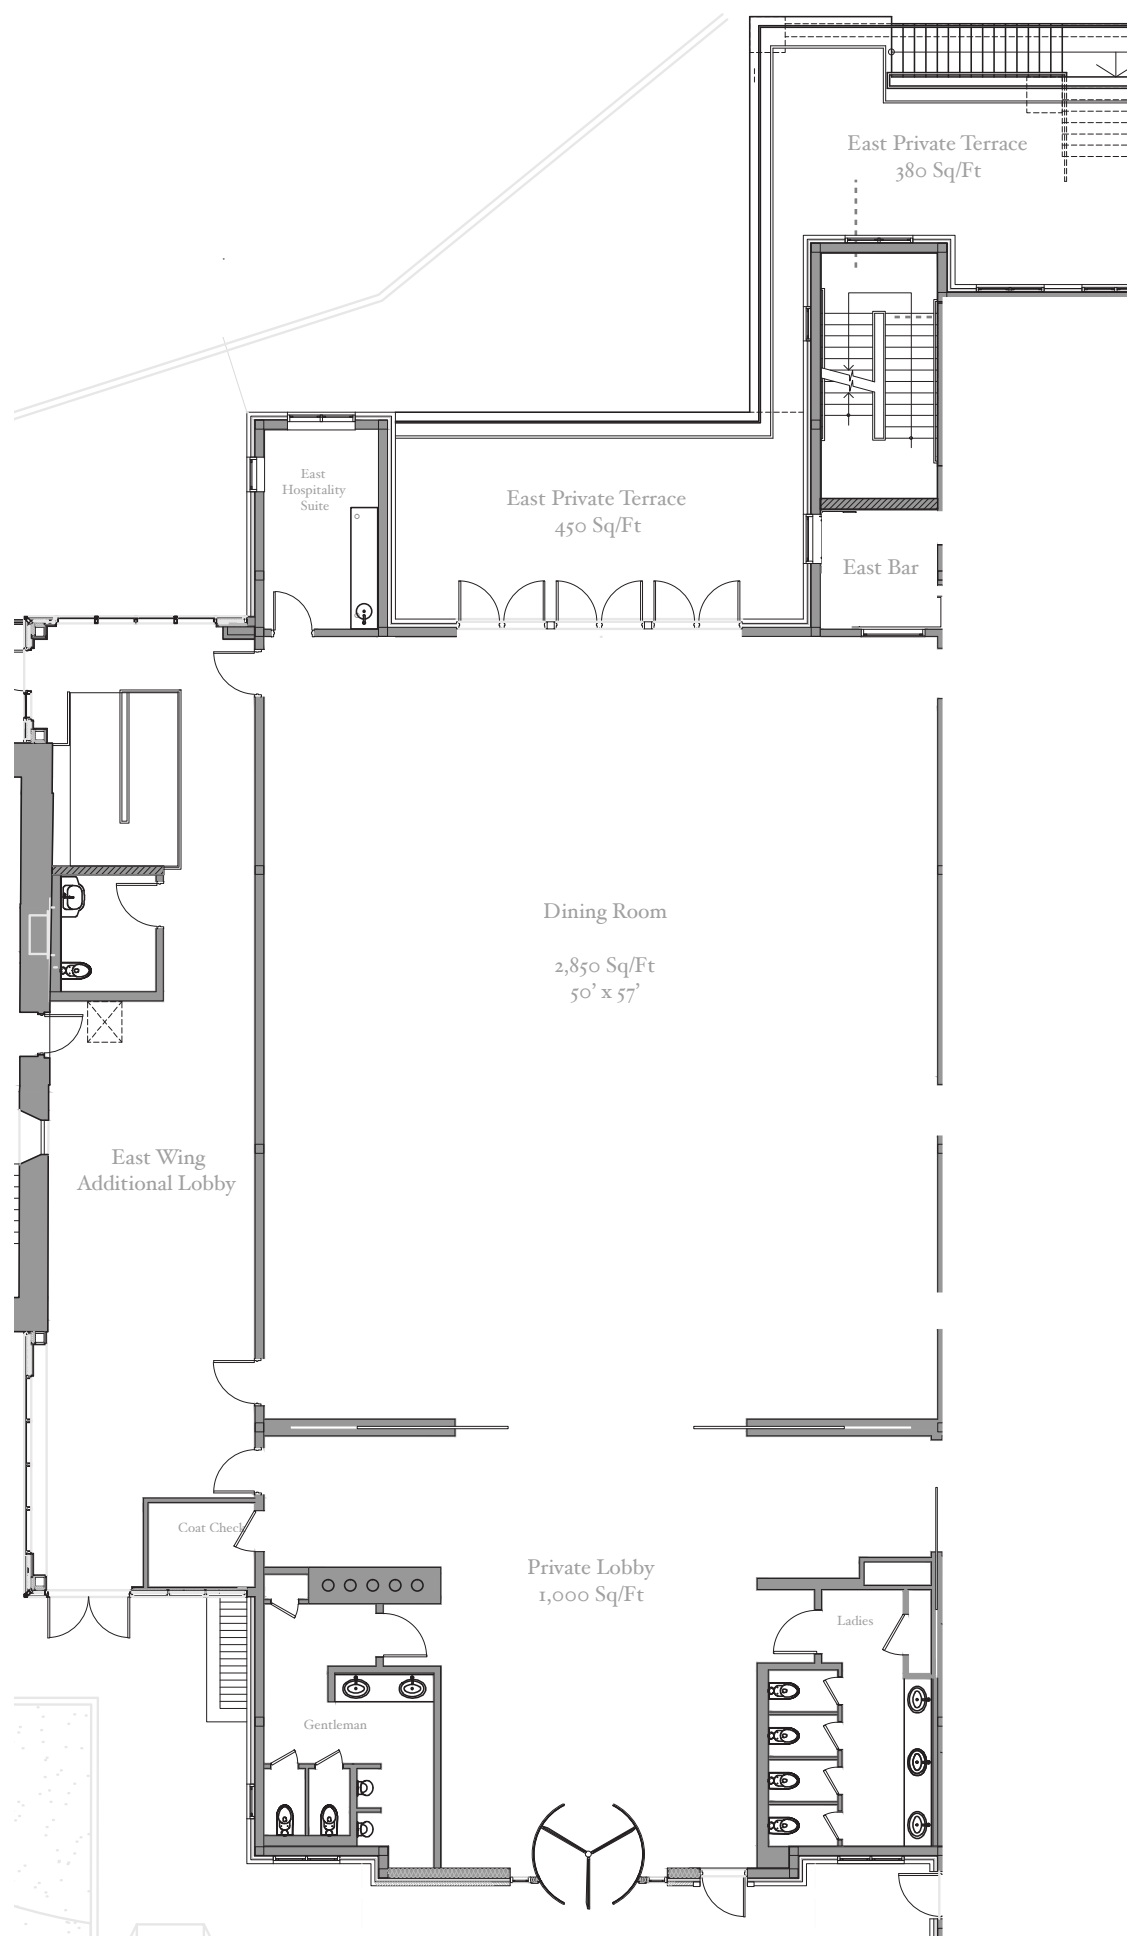 East Private Terrace
380 Sq/Ft
East
Hospitality
Suite
East Private Terrace
450 Sq/Ft
East Bar
Dining Room
2,850 Sq/Ft
50’ x 57’
East Wing
Additional Lobby
Coat Check
Private Lobby
1,000 Sq/Ft
Ladies
Gentleman